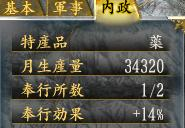 基本 軍事 内政
特産品 薬
月生産量 34320
奉行所数 1/2
奉行効果 +14%